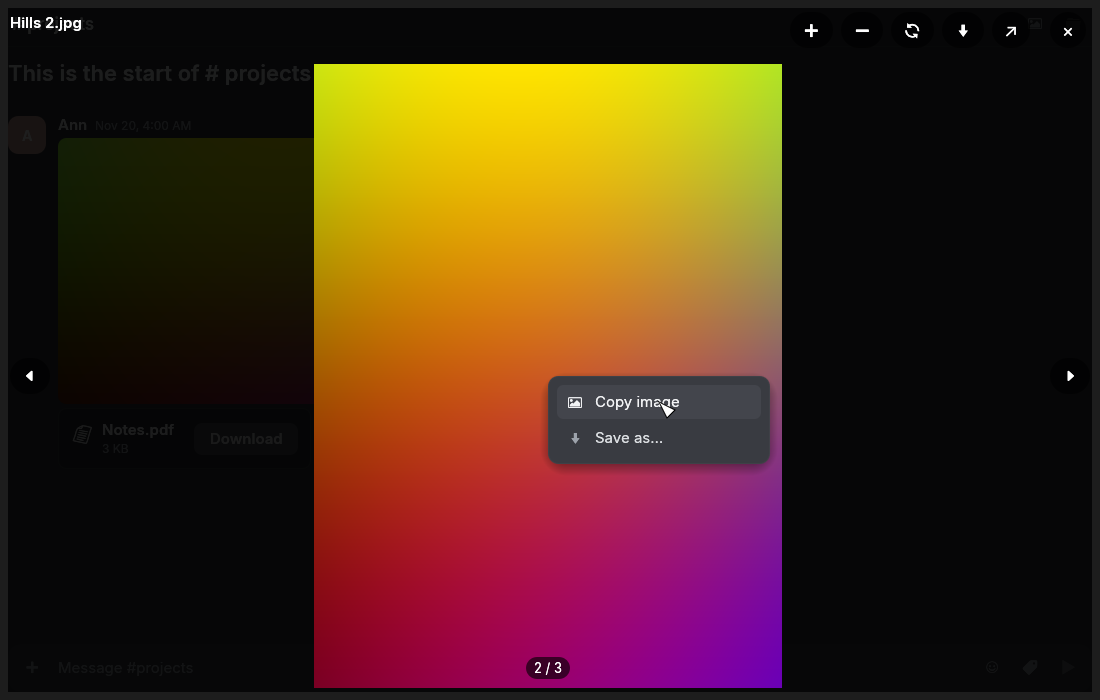 Hills 2.jpg
This is the start of # projects
A
Ann Nov 20, 4:00 AM
Notes.pdf
3 KB
Download
Copy image
Save as...
Message #projects
2 / 3